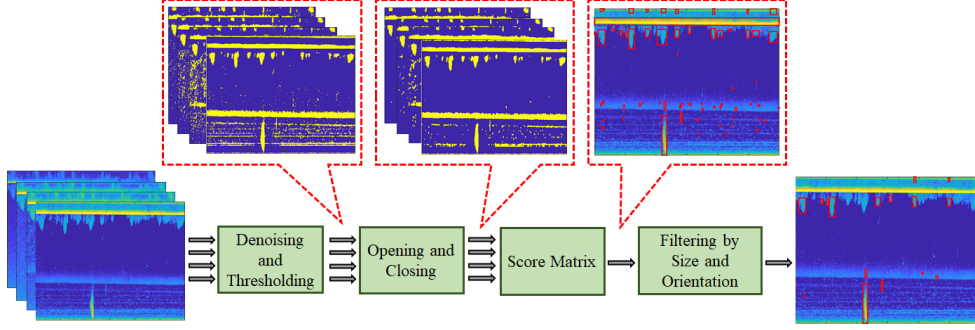 Denoising
and
Thresholding
Opening and
Closing
Score Matrix
Filtering by
Size and
Orientation